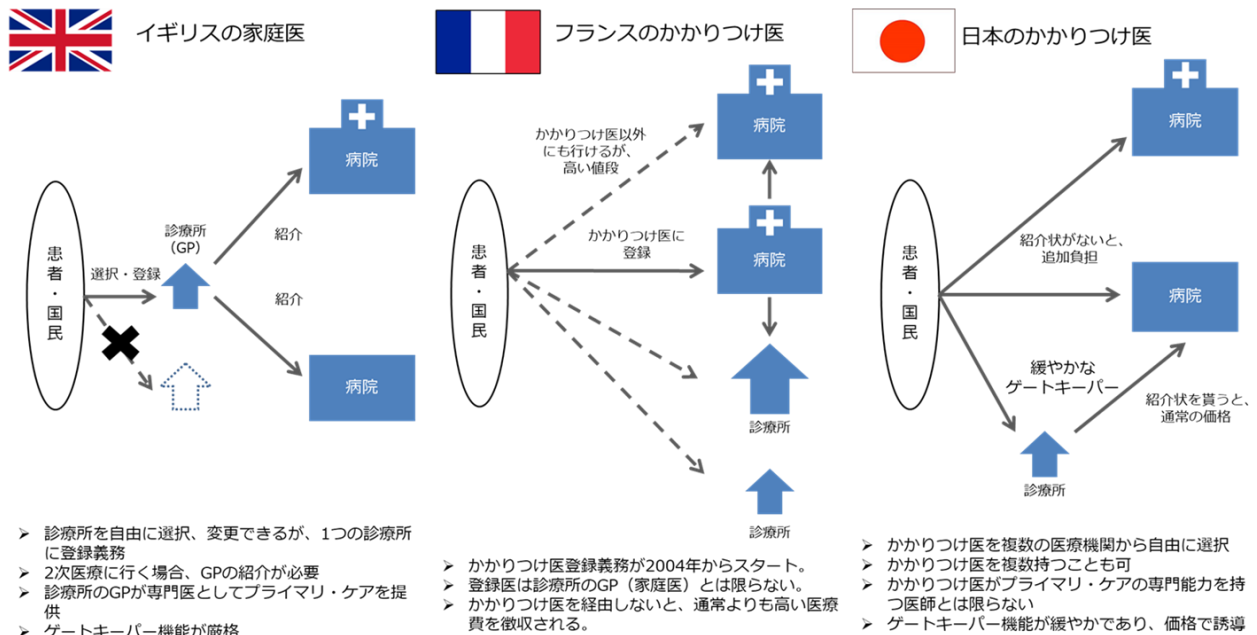 イギリスの家庭医
患者・国民
選択・登録
診療所
（GP）
紹介
紹介
病院
病院
➢ 診療所を自由に選択、変更できるが、1つの診療所
に登録義務
➢ 2次医療に行く場合、GPの紹介が必要
➢ 診療所のGPが専門医としてプライマリ・ケアを提
供
➢ ゲートキーパー機能が厳格
フランスのかかりつけ医
患者・国民
かかりつけ医以外
にも行けるが、
高い値段
かかりつけ医に
登録
病院
病院
診療所
診療所
➢ かかりつけ医登録義務が2004年からスタート。
➢ 登録医は診療所のGP（家庭医）とは限らない。
➢ かかりつけ医を経由しないと、通常よりも高い医療
費を徴収される。
日本のかかりつけ医
患者・国民
病院
紹介状がないと、
追加負担
病院
緩やかな
ゲートキーパー
紹介状を貰うと、
通常の価格
診療所
➢ かかりつけ医を複数の医療機関から自由に選択
➢ かかりつけ医を複数持つことも可
➢ かかりつけ医がプライマリ・ケアの専門能力を持
つ医師とは限らない
➢ ゲートキーパー機能が緩やかであり、価格で誘導